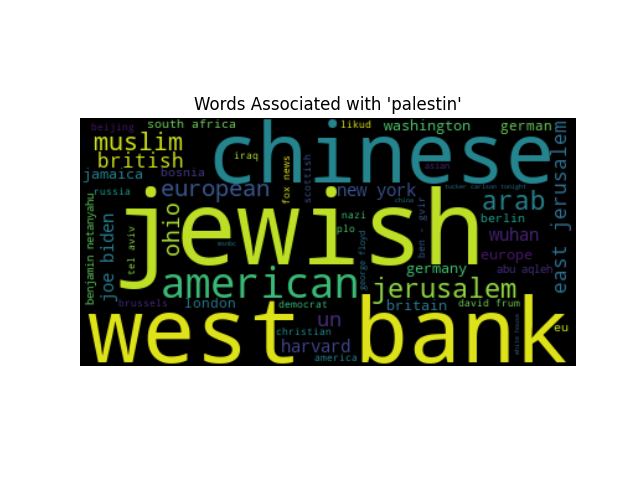 Words Associated with 'palestin'
beijing
south africa
likud
washington
german
muslim
chinese
british
iraq
fox news
scottish
asian
east jerusalem
jamaica
bosnia
european
new york
tucker carlson tonight
russia
china
arab
jewish
nazi
plo
berlin
benjamin netanyahu
joe biden
ohio
tel aviv
msnbc
george floyd
ben - gvir
wuhan
europe
american
germany
abu aqleh
jerusalem
brussels
london
democrat
britain
david frum
west bank
un
christian
harvard
america
white house
eu